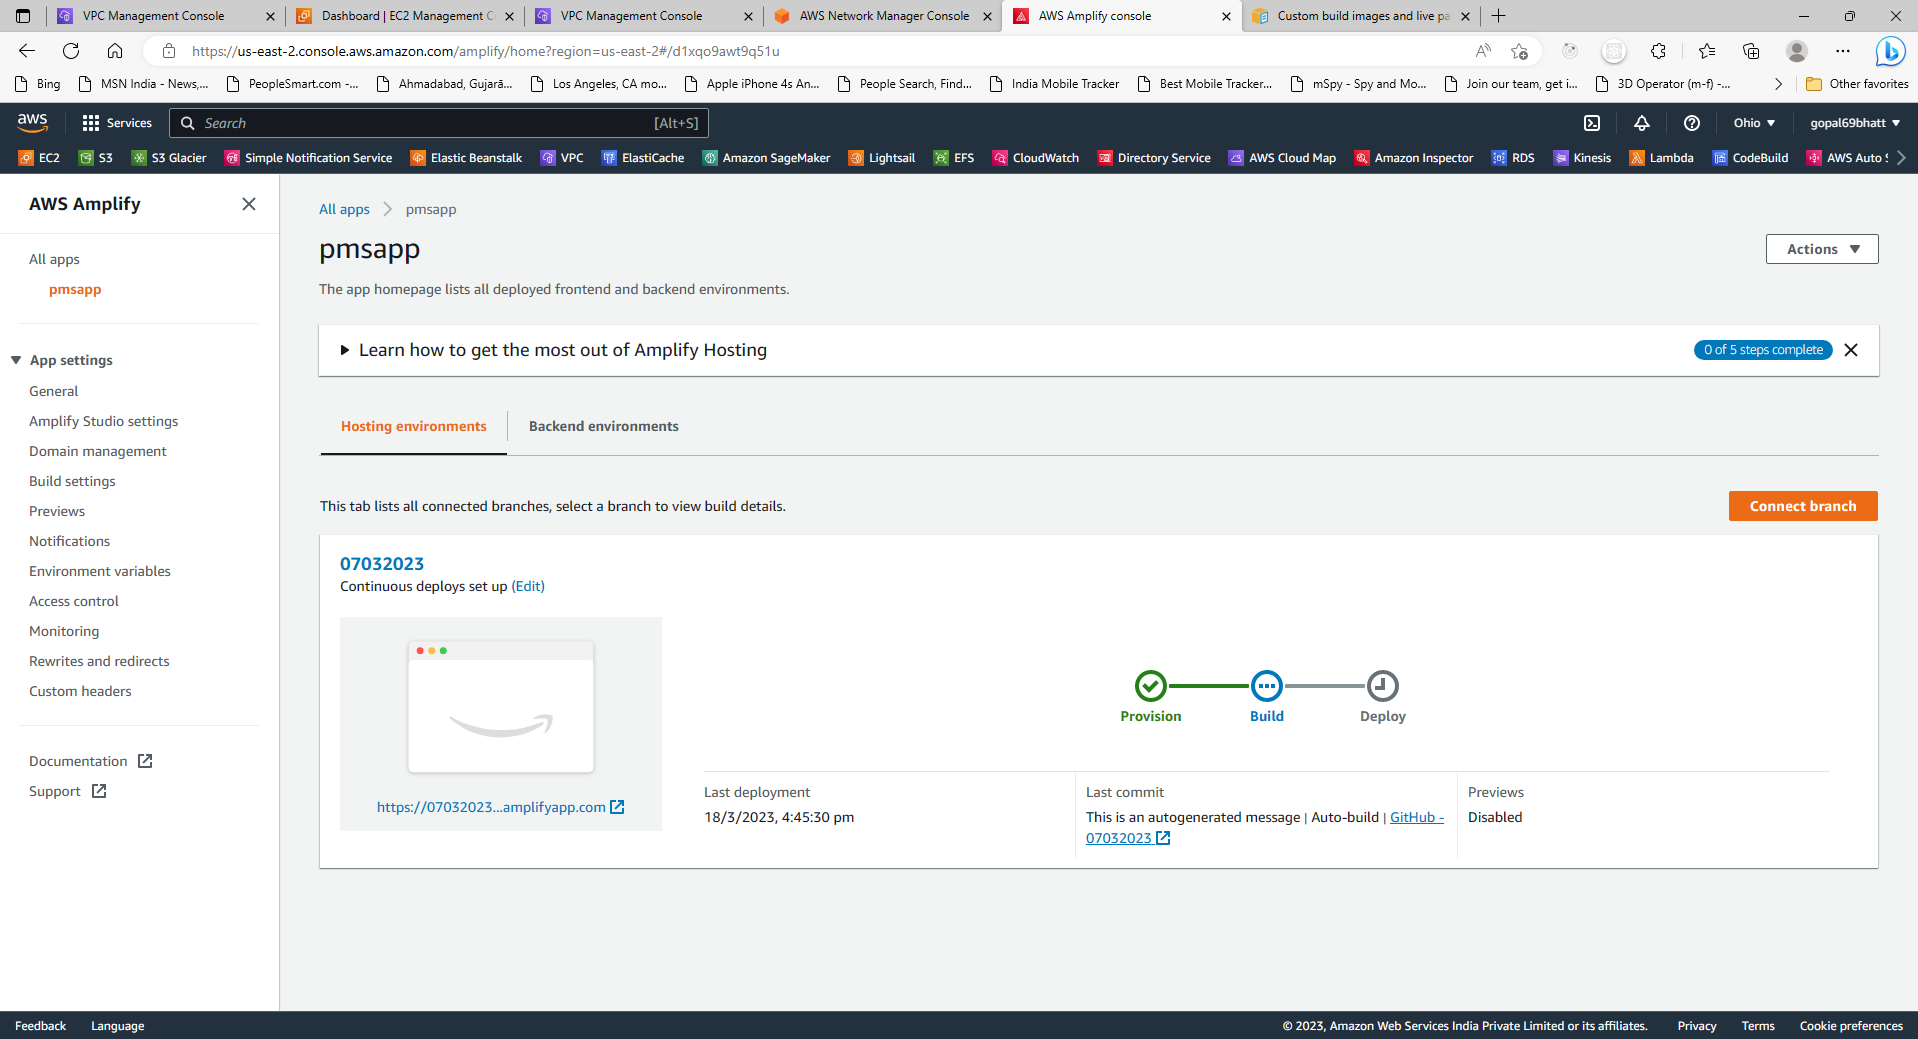 VPC Management Console
Dashboard | EC2 Management C
VPC Management Console
AWS Network Manager Console
AWS Amplify console
Custom build images and live pa
https://us-east-2.console.aws.amazon.com/amplify/home?region=us-east-2#/d1xqo9awt9q51u
Bing
MSN India - News,...
PeopleSmart.com -...
Ahmadabad, Gujarā...
Los Angeles, CA mo...
Apple iPhone 4s An...
People Search, Find...
India Mobile Tracker
Best Mobile Tracker...
mSpy - Spy and Mo...
Join our team, get i...
3D Operator (m-f) -...
Other favorites
aws
Services
Search
[Alt+S]
Ohio
gopal69bhatt
EC2
S3
S3 Glacier
Simple Notification Service
Elastic Beanstalk
VPC
ElastiCache
Amazon SageMaker
Lightsail
EFS
CloudWatch
Directory Service
AWS Cloud Map
Amazon Inspector
RDS
Kinesis
Lambda
CodeBuild
AWS Auto S
AWS Amplify
All apps
pmsapp
App settings
General
Amplify Studio settings
Domain management
Build settings
Previews
Notifications
Environment variables
Access control
Monitoring
Rewrites and redirects
Custom headers
Documentation
Support
All apps
pmsapp
pmsapp
Actions
The app homepage lists all deployed frontend and backend environments.
Learn how to get the most out of Amplify Hosting
0 of 5 steps complete
Hosting environments
Backend environments
This tab lists all connected branches, select a branch to view build details.
Connect branch
07032023
Continuous deploys set up (Edit)
https://07032023...amplifyapp.com
Provision
Build
Deploy
Last deployment
18/3/2023, 4:45:30 pm
Last commit
This is an autogenerated message | Auto-build | GitHub -
07032023
Previews
Disabled
Feedback
Language
© 2023, Amazon Web Services India Private Limited or its affiliates.
Privacy
Terms
Cookie preferences